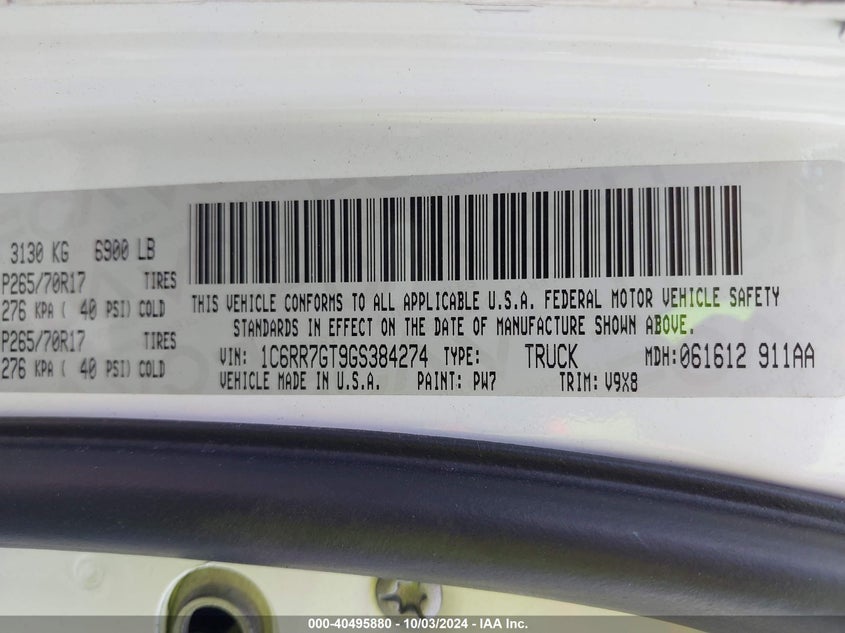 3130 KG 6900 LB
P265/70R17 TIRES
276 KPA ( 40 PSI) COLD
P265/70R17 TIRES
276 KPA ( 40 PSI) COLD
THIS VEHICLE CONFORMS TO ALL APPLICABLE U.S.A. FEDERAL MOTOR VEHICLE SAFETY
STANDARDS IN EFFECT ON THE DATE OF MANUFACTURE SHOWN ABOVE.
VIN: 1C6RR7GT9GS384274 TYPE: TRUCK MDH:061612 911AA
VEHICLE MADE IN U.S.A. PAINT: PW7 TRIM: V9X8
000-40495880 - 10/03/2024 - IAA Inc.